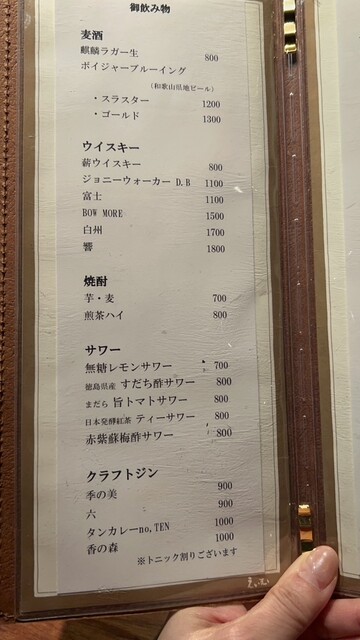 御飲み物
麦酒
麒麟ラガー生 800
ボイジャーブルーイング
(和歌山県地ビール)
・スラスター 1200
・ゴールド 1300
ウイスキー
薪ウイスキー 800
ジョニーウォーカー D.B 1100
富士 1100
BOW MORE 1500
白州 1700
響 1800
焼酎
芋・麦 700
煎茶ハイ 800
サワー
無糖レモンサワー 700
徳島県産 すだち酢サワー 800
まだら 旨トマトサワー 800
日本発酵紅茶 ティーサワー 800
赤紫蘇梅酢サワー 800
クラフトジン
季の美 900
六 900
タンカレーno,TEN 1000
香の森 1000
※トニック割りございます